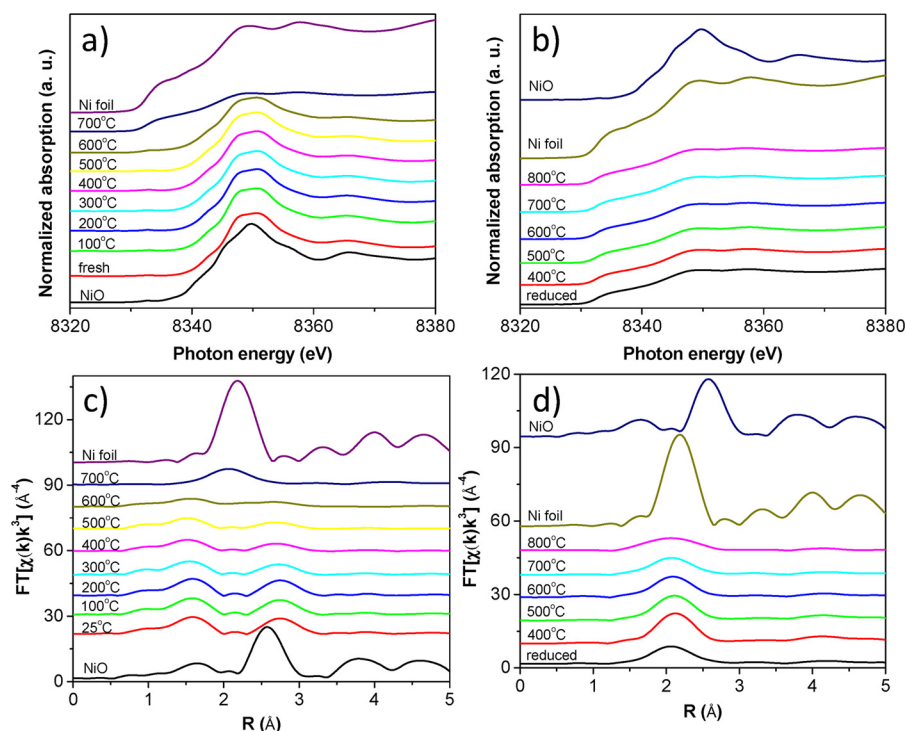 a)
Normalized absorption (a. u.)
Ni foil
700°C
600°C
500°C
400°C
300°C
200°C
100°C
fresh
NiO
8320
8340
8360
8380
Photon energy (eV)
b)
Normalized absorption (a. u.)
NiO
Ni foil
800°C
700°C
600°C
500°C
400°C
reduced
8320
8340
8360
8380
Photon energy (eV)
c)
FT[χ(k)k³] (Å⁻⁴)
120
90
60
30
0
Ni foil
700°C
600°C
500°C
400°C
300°C
200°C
100°C
25°C
NiO
0
1
2
3
4
5
R (Å)
d)
FT[χ(k)k³] (Å⁻⁴)
120
90
60
30
0
NiO
Ni foil
800°C
700°C
600°C
500°C
400°C
reduced
0
1
2
3
4
5
R (Å)